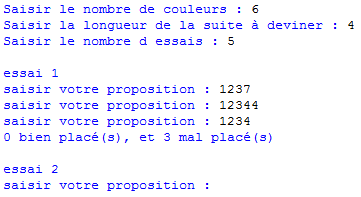 Saisir le nombre de couleurs : 6
Saisir la longueur de la suite à deviner : 4
Saisir le nombre d essais : 5
essai 1
saisir votre proposition : 1237
saisir votre proposition : 12344
saisir votre proposition : 1234
0 bien placé(s), et 3 mal placé(s)
essai 2
saisir votre proposition :